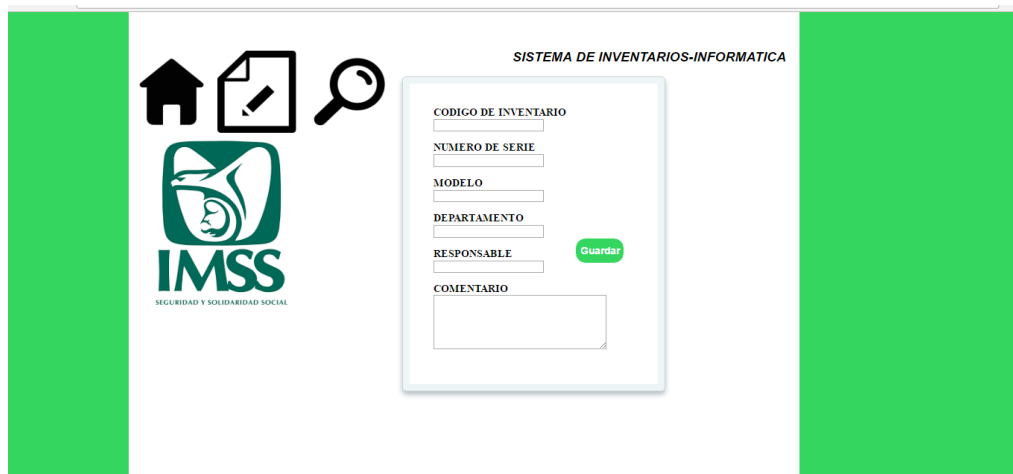 SISTEMA DE INVENTARIOS-INFORMATICA
CODIGO DE INVENTARIO
NUMERO DE SERIE
MODELO
DEPARTAMENTO
RESPONSABLE
Guardar
COMENTARIO
IMSS
SEGURIDAD Y SOLIDARIDAD SOCIAL